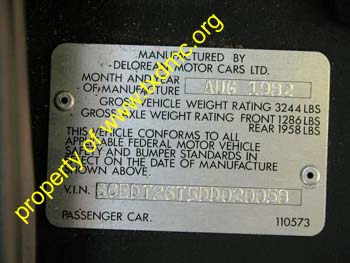 MANUFACTURED BY
DELOREAN MOTOR CARS LTD.
MONTH AND YEAR
OF MANUFACTURE AUG 1982
GROSS VEHICLE WEIGHT RATING 3244 LBS
GROSS AXLE WEIGHT RATING FRONT 1286 LBS
REAR 1958 LBS
THIS VEHICLE CONFORMS TO ALL
APPLICABLE FEDERAL MOTOR VEHICLE
SAFETY AND BUMPER STANDARDS IN
EFFECT ON THE DATE OF MANUFACTURE
SHOWN ABOVE.
V.I.N.
PASSENGER CAR. 110573
property of www.bxdmc.org